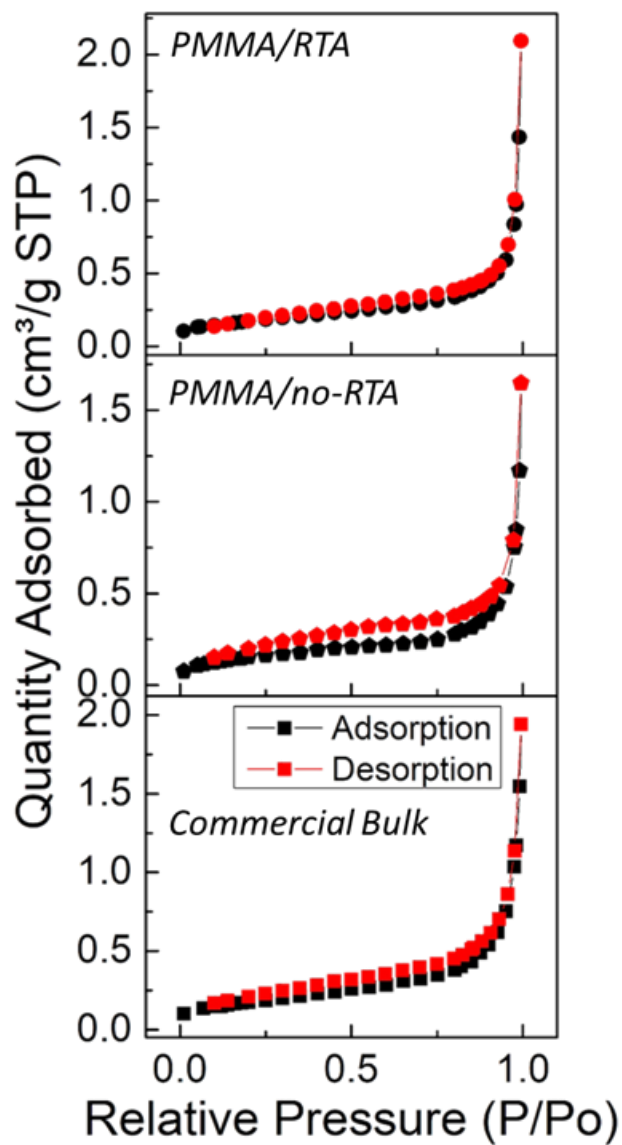 Quantity Adsorbed (cm³/g STP)
PMMA/RTA
2.0
1.5
1.0
0.5
0.0
PMMA/no-RTA
1.5
1.0
0.5
0.0
Adsorption
Desorption
Commercial Bulk
2.0
1.5
1.0
0.5
0.0
0.0 0.5 1.0
Relative Pressure (P/Po)